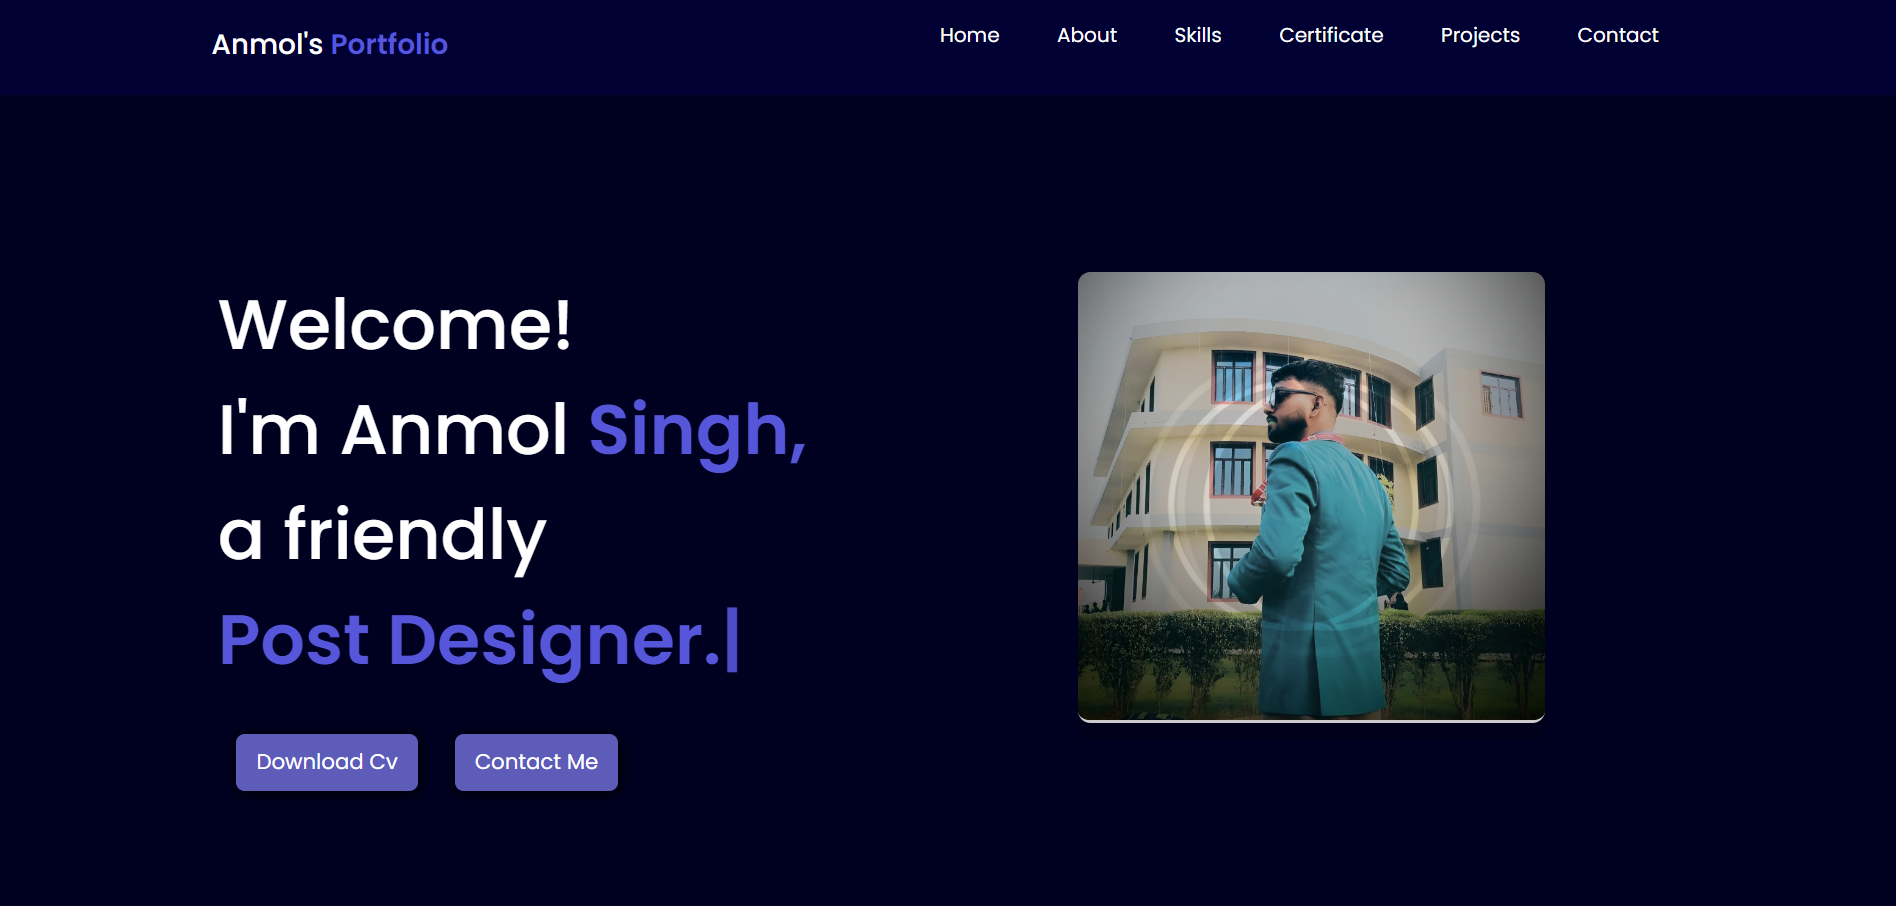 Anmol's Portfolio
Home About Skills Certificate Projects Contact
Welcome!
I'm Anmol Singh,
a friendly
Post Designer.|
Download Cv Contact Me